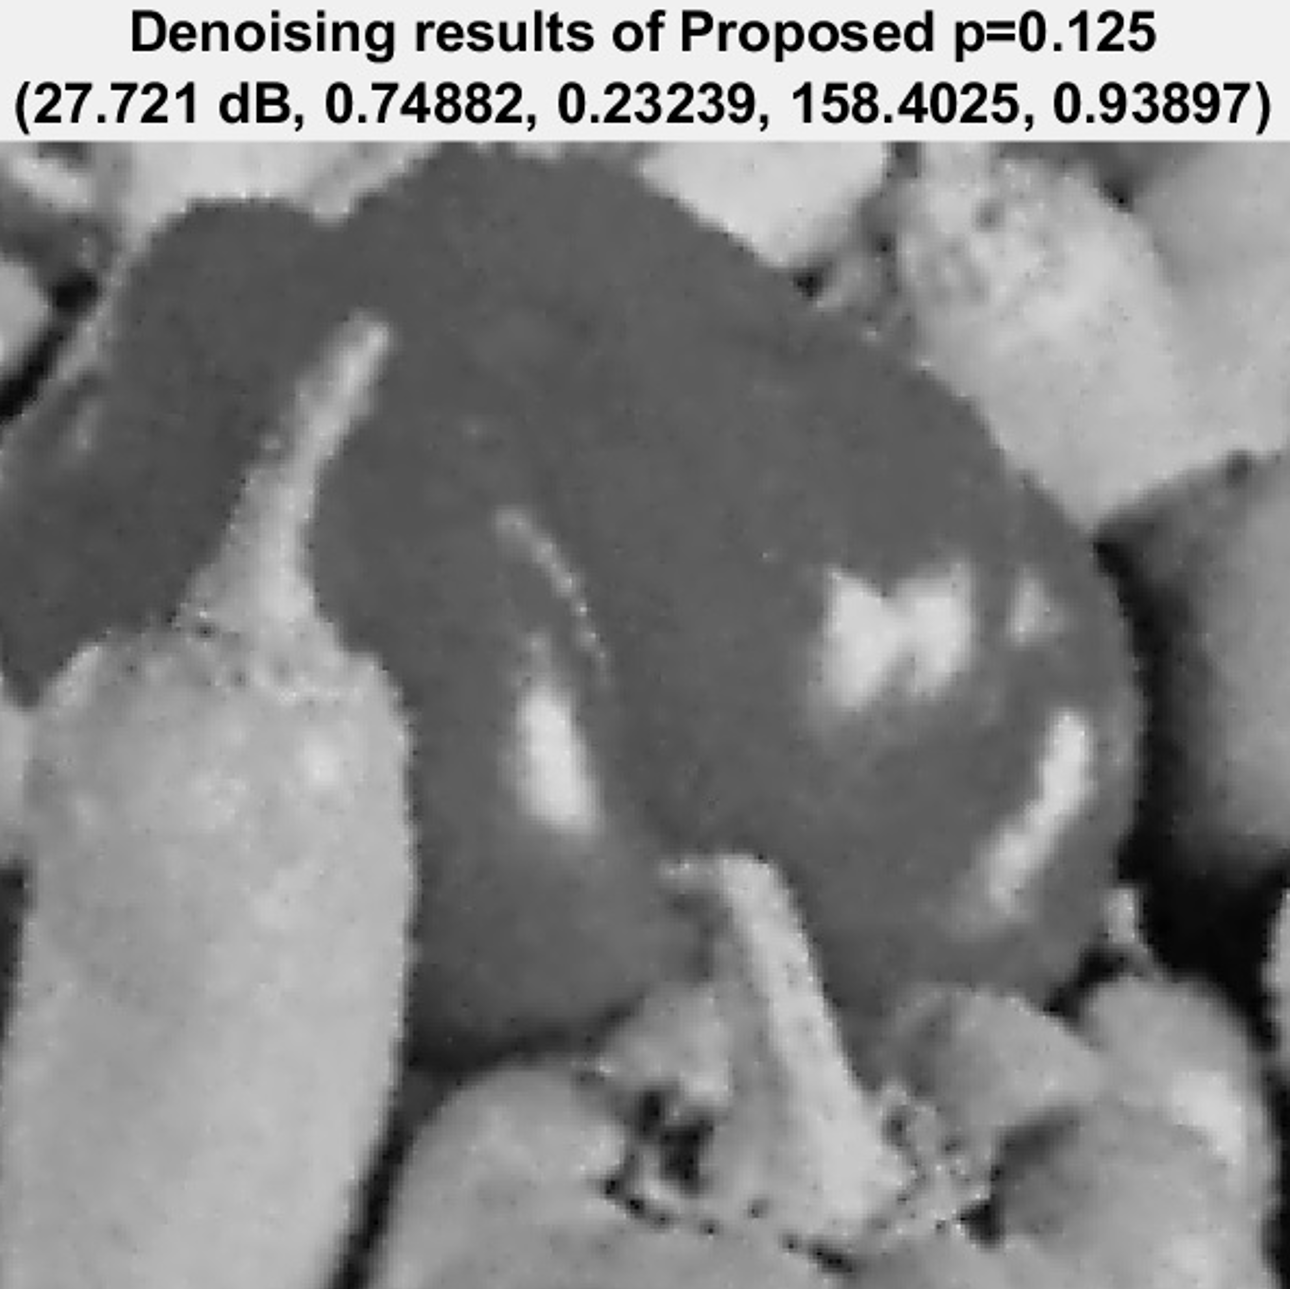 Denoising results of Proposed p=0.125
(27.721 dB, 0.74882, 0.23239, 158.4025, 0.93897)